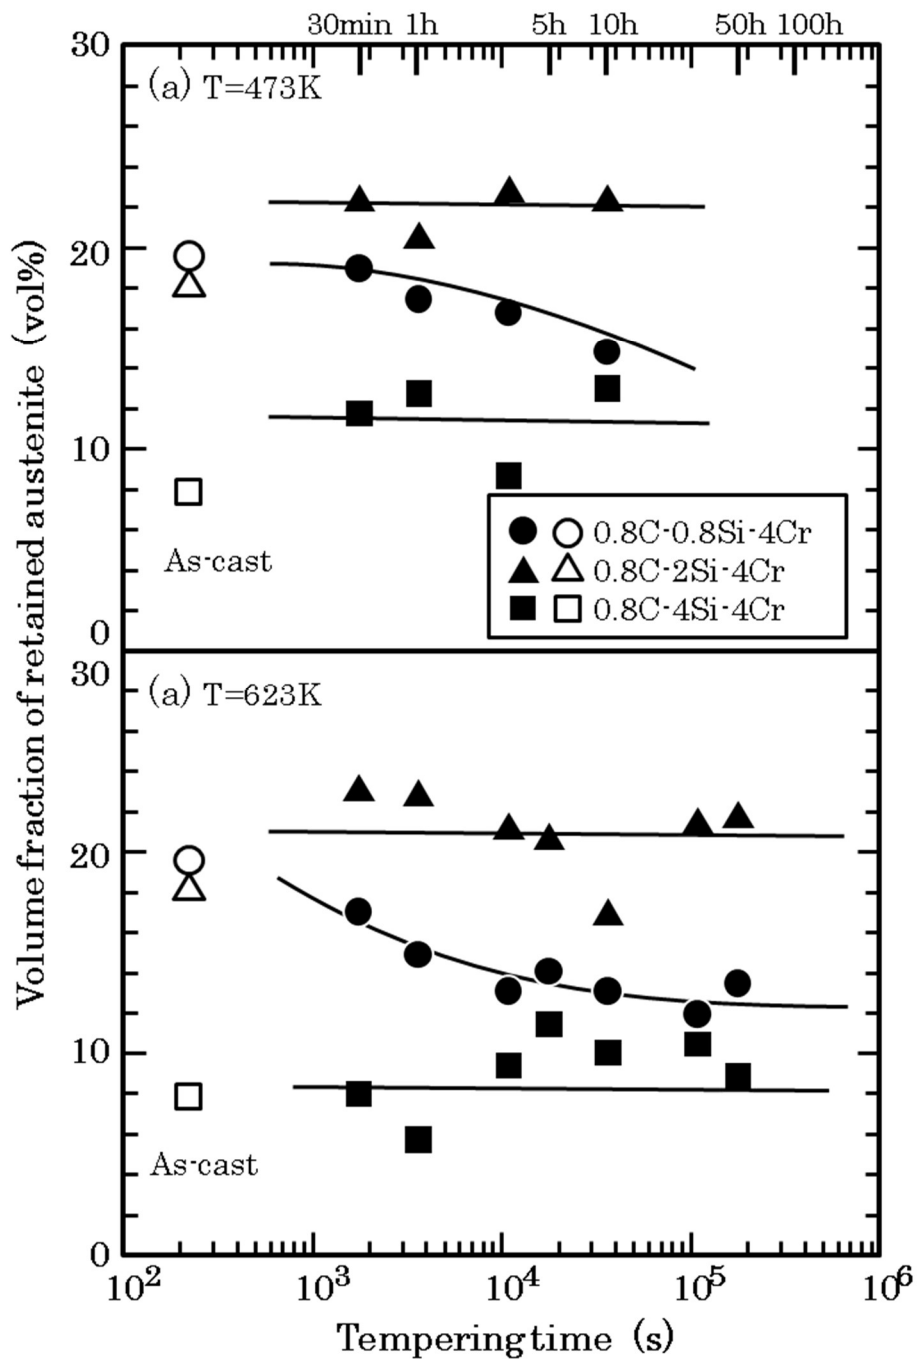 30min 1h 5h 10h 50h 100h
30
(a) T=473K
20
10
As-cast
0.8C-0.8Si-4Cr
0.8C-2Si-4Cr
0.8C-4Si-4Cr
0
Volume fraction of retained austenite (vol%)
30
(a) T=623K
20
10
As-cast
0
10² 10³ 10⁴ 10⁵ 10⁶
Tempering time (s)